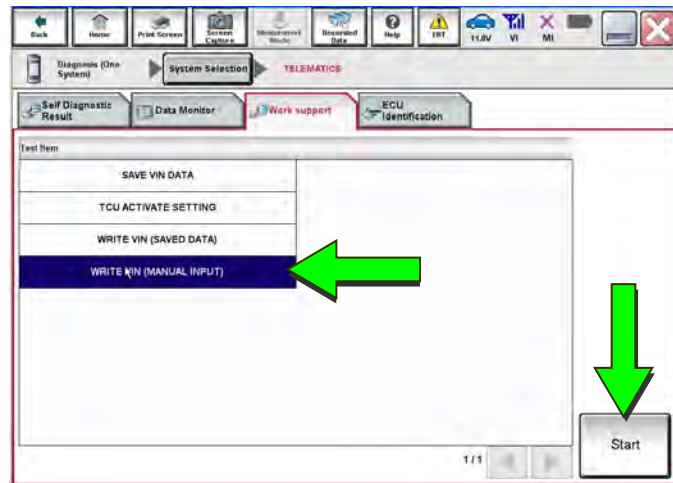 Back
Home
Print Screen
Screen
Capture
Measurement
Mode
Recorded
Data
Help
ERT
11.8V
VI
MI
Diagnosis (One
System)
System Selection
TELEMATICS
Self Diagnostic
Result
Data Monitor
Work support
ECU
Identification
Test Item
SAVE VIN DATA
TCU ACTIVATE SETTING
WRITE VIN (SAVED DATA)
WRITE VIN (MANUAL INPUT)
1/1
Start